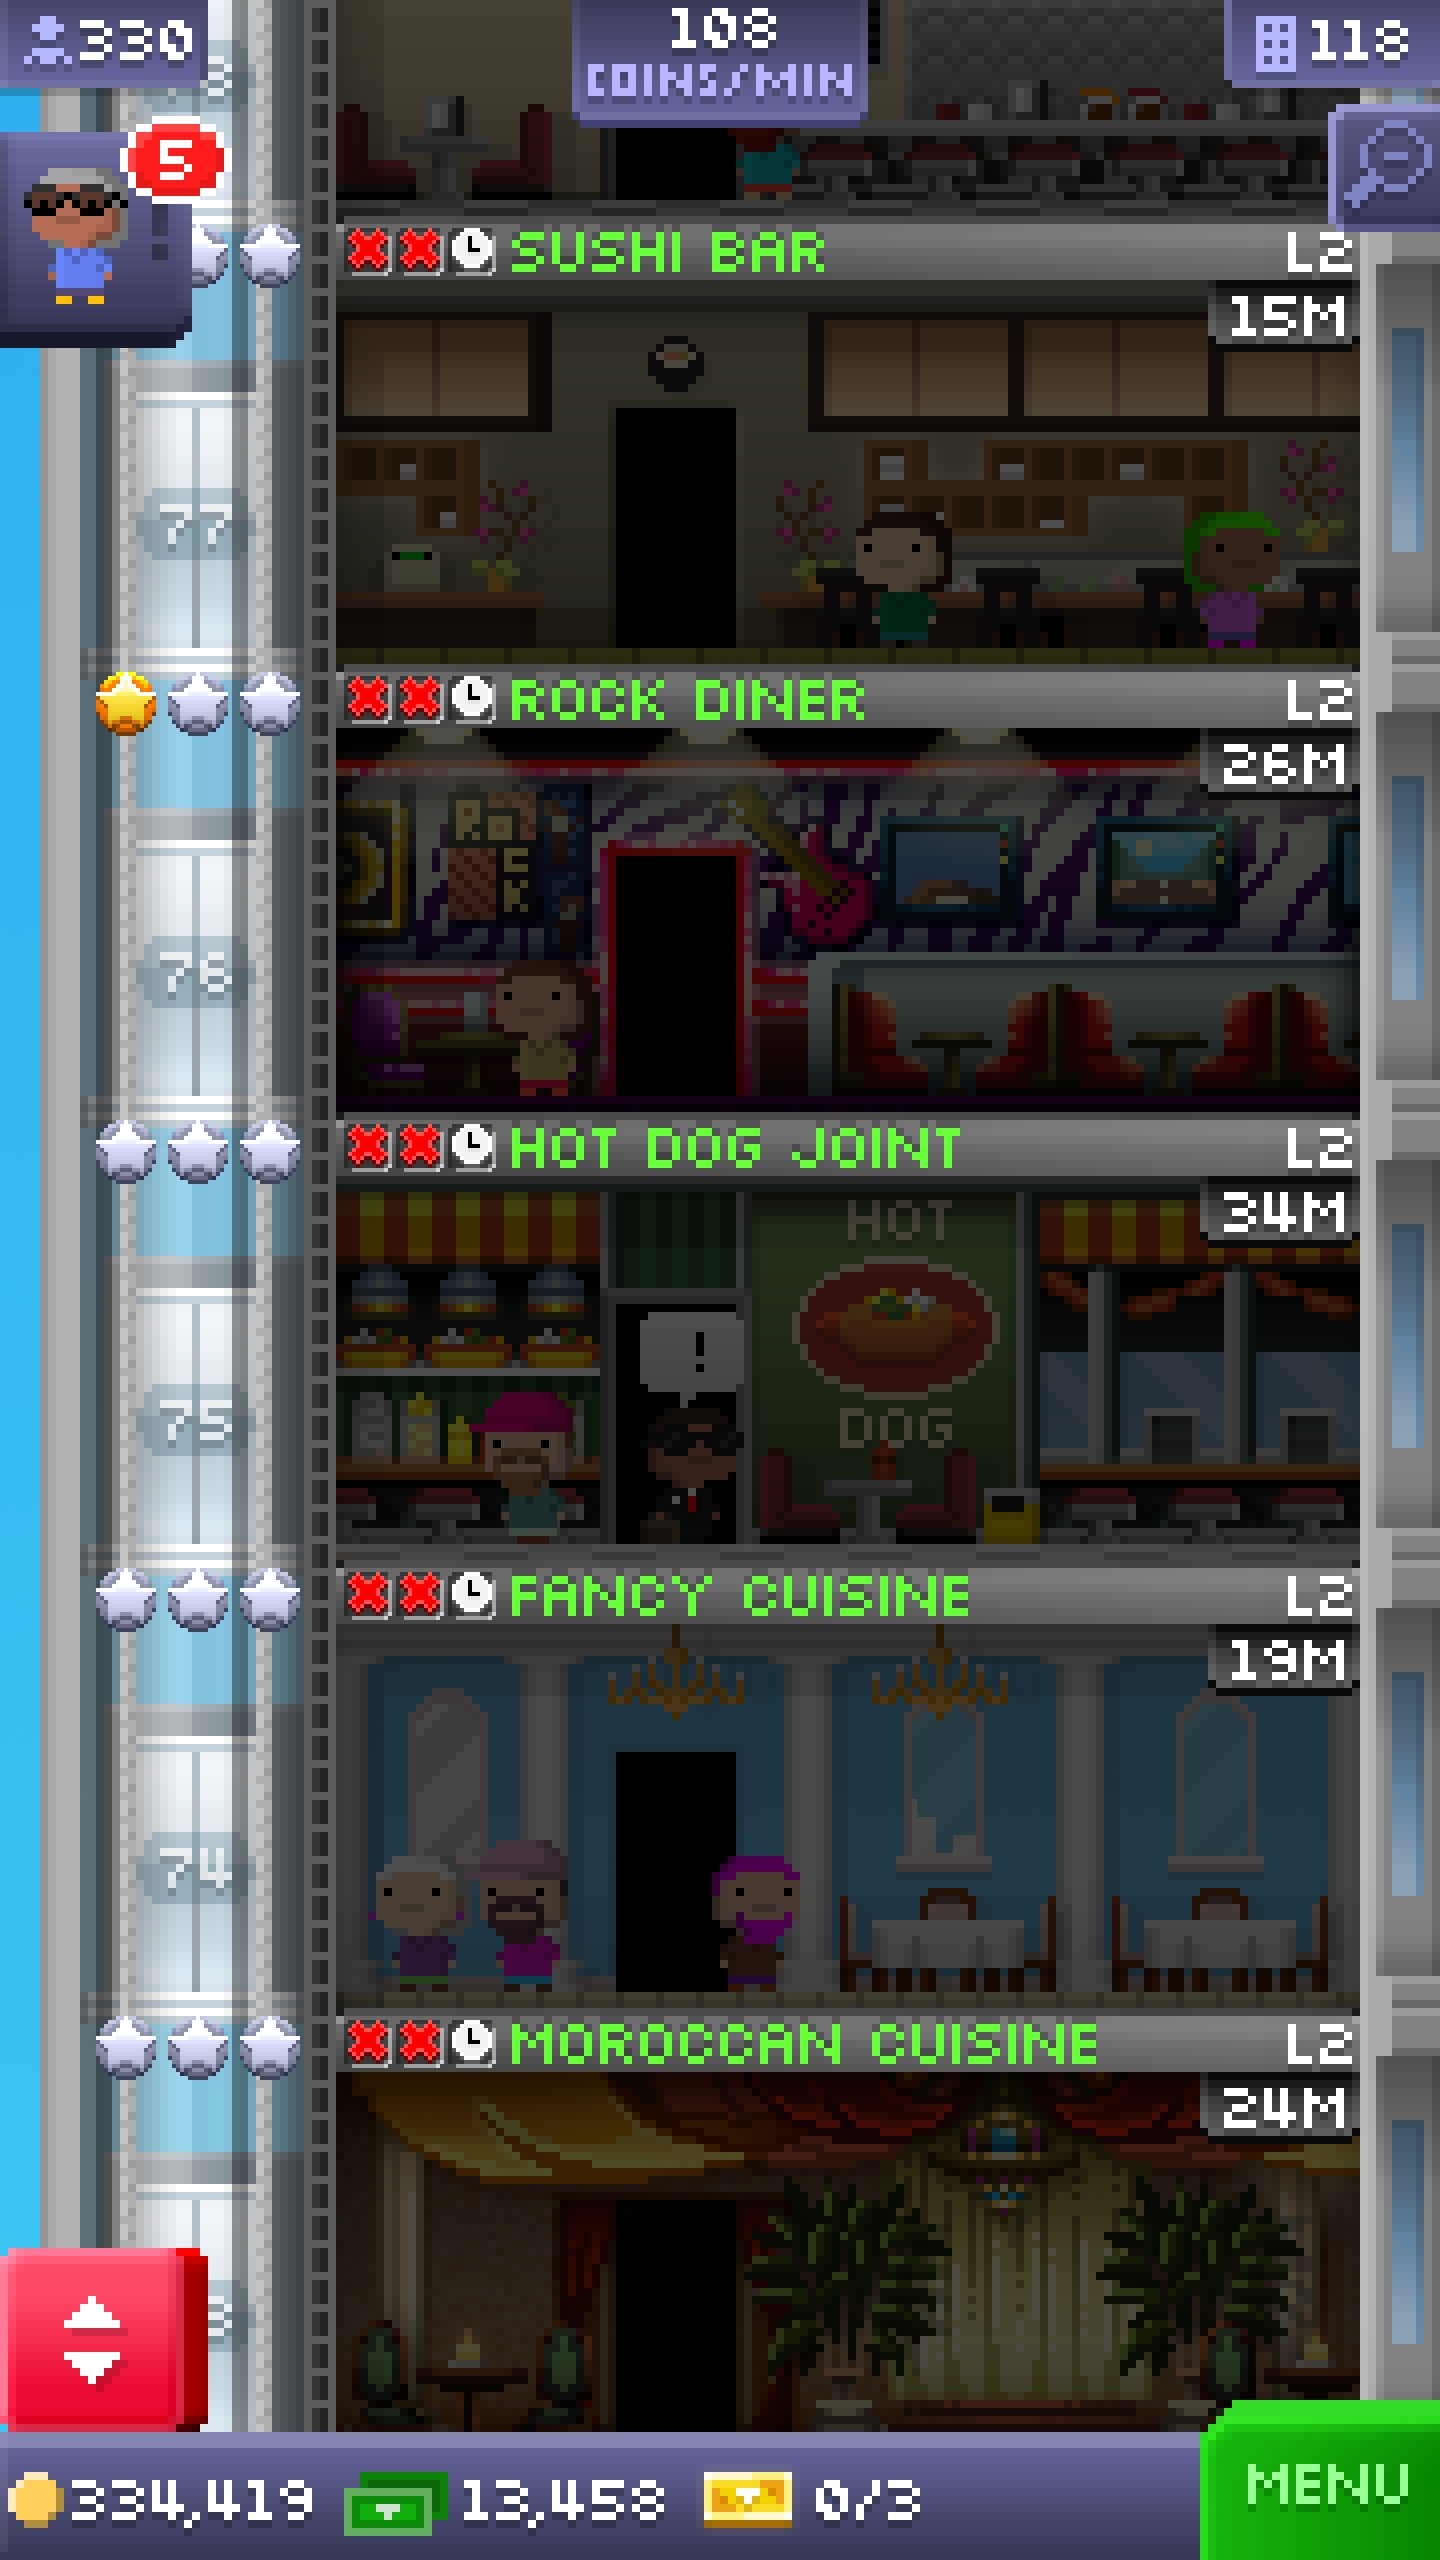 330
108
COINS/MIN
118
5
SUSHI BAR
L2
15M
77
ROCK DINER
L2
26M
ROCK
76
HOT DOG JOINT
L2
34M
HOT
!
DOG
75
FANCY CUISINE
L2
19M
74
MOROCCAN CUISINE
L2
24M
334,419
13,458
0/3
MENU